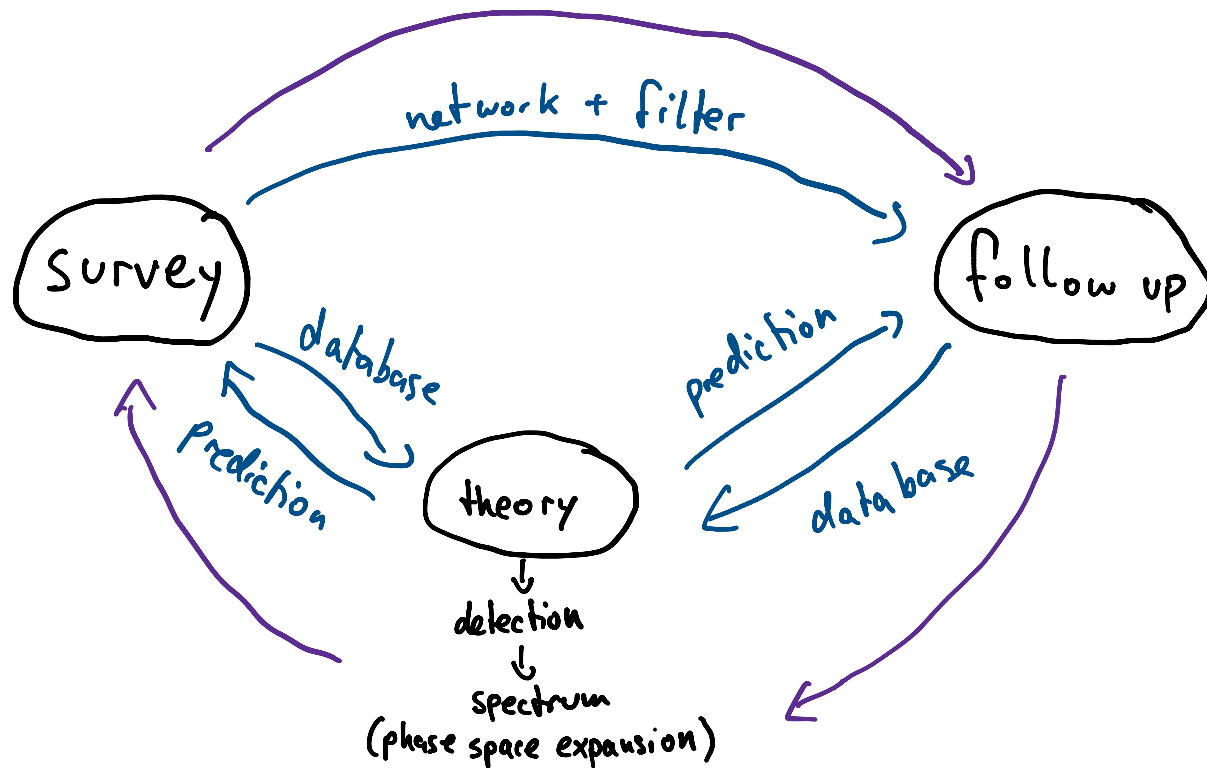 network + filter
survey
follow up
database
prediction
prediction
database
theory
detection
spectrum
(phase space expansion)